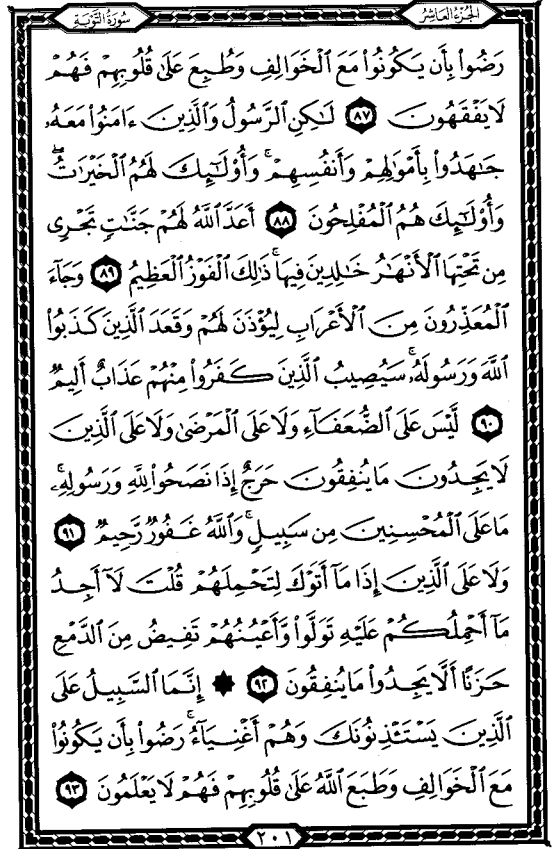 الجزء العاشر
سورة التوبة
رَضُوا۟ بِأَن يَكُونُوا۟ مَعَ ٱلْخَوَالِفِ وَطُبِعَ عَلَىٰ قُلُوبِهِمْ فَهُمْ
لَا يَفْقَهُونَ ٨٧ لَـٰكِنِ ٱلرَّسُولُ وَٱلَّذِينَ ءَامَنُوا۟ مَعَهُۥ
جَـٰهَدُوا۟ بِأَمْوَٰلِهِمْ وَأَنفُسِهِمْ ۚ وَأُو۟لَـٰٓئِكَ لَهُمُ ٱلْخَيْرَٰتُ ۖ
وَأُو۟لَـٰٓئِكَ هُمُ ٱلْمُفْلِحُونَ ٨٨ أَعَدَّ ٱللَّهُ لَهُمْ جَنَّـٰتٍ تَجْرِى
مِن تَحْتِهَا ٱلْأَنْهَـٰرُ خَـٰلِدِينَ فِيهَا ۚ ذَٰلِكَ ٱلْفَوْزُ ٱلْعَظِيمُ ٨٩ وَجَآءَ
ٱلْمُعَذِّرُونَ مِنَ ٱلْأَعْرَابِ لِيُؤْذَنَ لَهُمْ وَقَعَدَ ٱلَّذِينَ كَذَبُوا۟
ٱللَّهَ وَرَسُولَهُۥ ۚ سَيُصِيبُ ٱلَّذِينَ كَفَرُوا۟ مِنْهُمْ عَذَابٌ أَلِيمٌ
٩٠ لَّيْسَ عَلَى ٱلضُّعَفَآءِ وَلَا عَلَى ٱلْمَرْضَىٰ وَلَا عَلَى ٱلَّذِينَ
لَا يَجِدُونَ مَا يُنفِقُونَ حَرَجٌ إِذَا نَصَحُوا۟ لِلَّهِ وَرَسُولِهِۦ ۚ
مَا عَلَى ٱلْمُحْسِنِينَ مِن سَبِيلٍ ۚ وَٱللَّهُ غَفُورٌ رَّحِيمٌ ٩١
وَلَا عَلَى ٱلَّذِينَ إِذَا مَآ أَتَوْكَ لِتَحْمِلَهُمْ قُلْتَ لَآ أَجِدُ
مَآ أَحْمِلُكُمْ عَلَيْهِ تَوَلَّوا۟ وَّأَعْيُنُهُمْ تَفِيضُ مِنَ ٱلدَّمْعِ
حَزَنًا أَلَّا يَجِدُوا۟ مَا يُنفِقُونَ ٩٢ ۞ إِنَّمَا ٱلسَّبِيلُ عَلَى
ٱلَّذِينَ يَسْتَـْٔذِنُونَكَ وَهُمْ أَغْنِيَآءُ ۚ رَضُوا۟ بِأَن يَكُونُوا۟
مَعَ ٱلْخَوَالِفِ وَطَبَعَ ٱللَّهُ عَلَىٰ قُلُوبِهِمْ فَهُمْ لَا يَعْلَمُونَ ٩٣
٢٠١